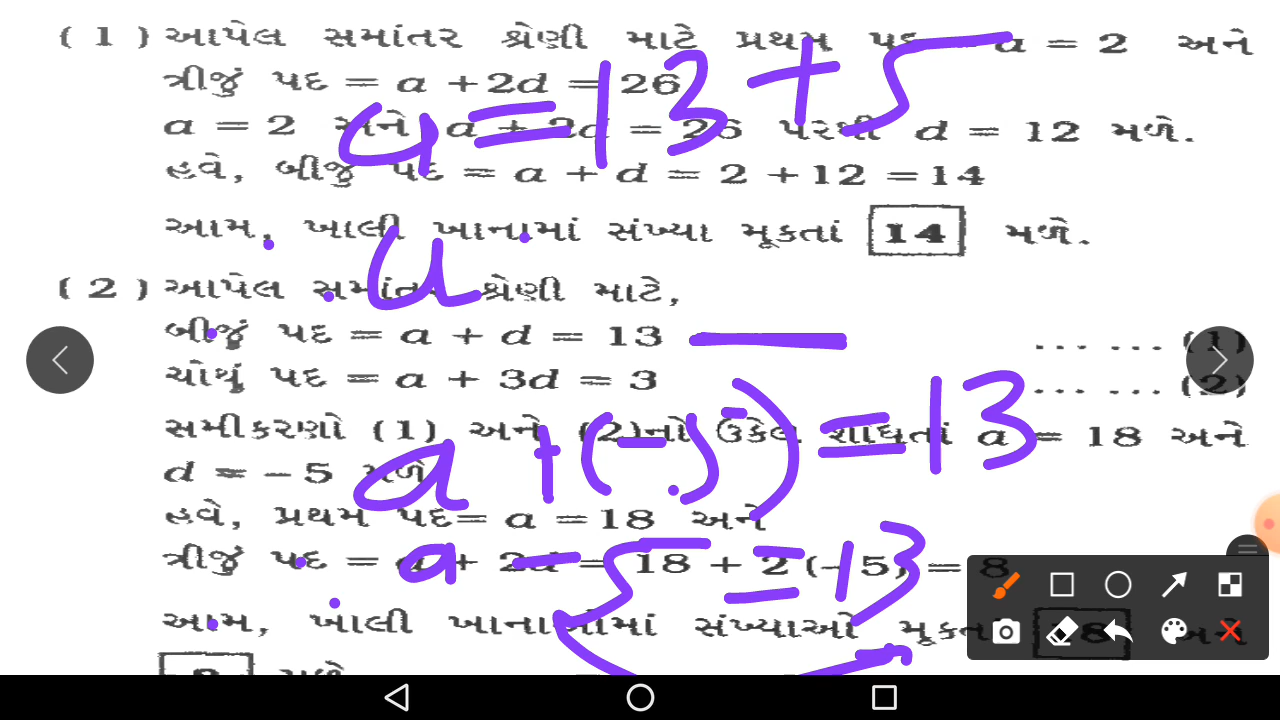 ( 1 ) આપેલ સમાંતર શ્રેણી માટે પ્રથમ પદ = a = 2 અને
ત્રીજું પદ = a + 2d = 26
a = 2 અને a + 2d = 26 પરથી d = 12 મળે.
હવે, બીજું પદ = a + d = 2 + 12 = 14
આમ, ખાલી ખાનામાં સંખ્યા મૂકતાં 14 મળે.
( 2 ) આપેલ સમાંતર શ્રેણી માટે,
બીજું પદ = a + d = 13 ... ... (1)
ચોથું પદ = a + 3d = 3 ... ... (2)
સમીકરણો (1) અને (2)નો ઉકેલ શોધતાં a = 18 અને
d = – 5 મળે
હવે, પ્રથમ પદ= a = 18 અને
ત્રીજું પદ = a + 2d = 18 + 2 (– 5) = 8
આમ, ખાલી ખાનાઓમાં સંખ્યાઓ 18 અને
8 મળે
a = 13 + 5
a
a + (-5) = 13
a - 5 = 13